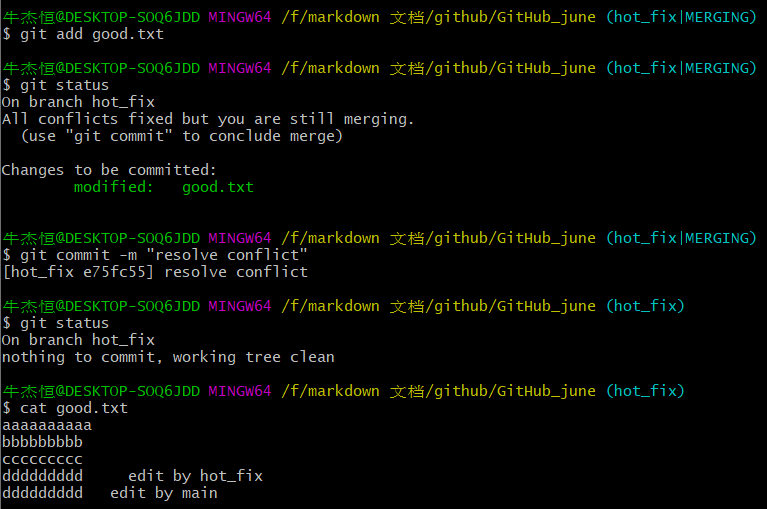 牛杰恒@DESKTOP-SOQ6JDD MINGW64 /f/markdown 文档/github/GitHub_june (hot_fix|MERGING)
$ git add good.txt
牛杰恒@DESKTOP-SOQ6JDD MINGW64 /f/markdown 文档/github/GitHub_june (hot_fix|MERGING)
$ git status
On branch hot_fix
All conflicts fixed but you are still merging.
  (use "git commit" to conclude merge)
Changes to be committed:
        modified:   good.txt
牛杰恒@DESKTOP-SOQ6JDD MINGW64 /f/markdown 文档/github/GitHub_june (hot_fix|MERGING)
$ git commit -m "resolve conflict"
[hot_fix e75fc55] resolve conflict
牛杰恒@DESKTOP-SOQ6JDD MINGW64 /f/markdown 文档/github/GitHub_june (hot_fix)
$ git status
On branch hot_fix
nothing to commit, working tree clean
牛杰恒@DESKTOP-SOQ6JDD MINGW64 /f/markdown 文档/github/GitHub_june (hot_fix)
$ cat good.txt
aaaaaaaaaa
bbbbbbbbb
ccccccccc
ddddddddd     edit by hot_fix
ddddddddd   edit by main